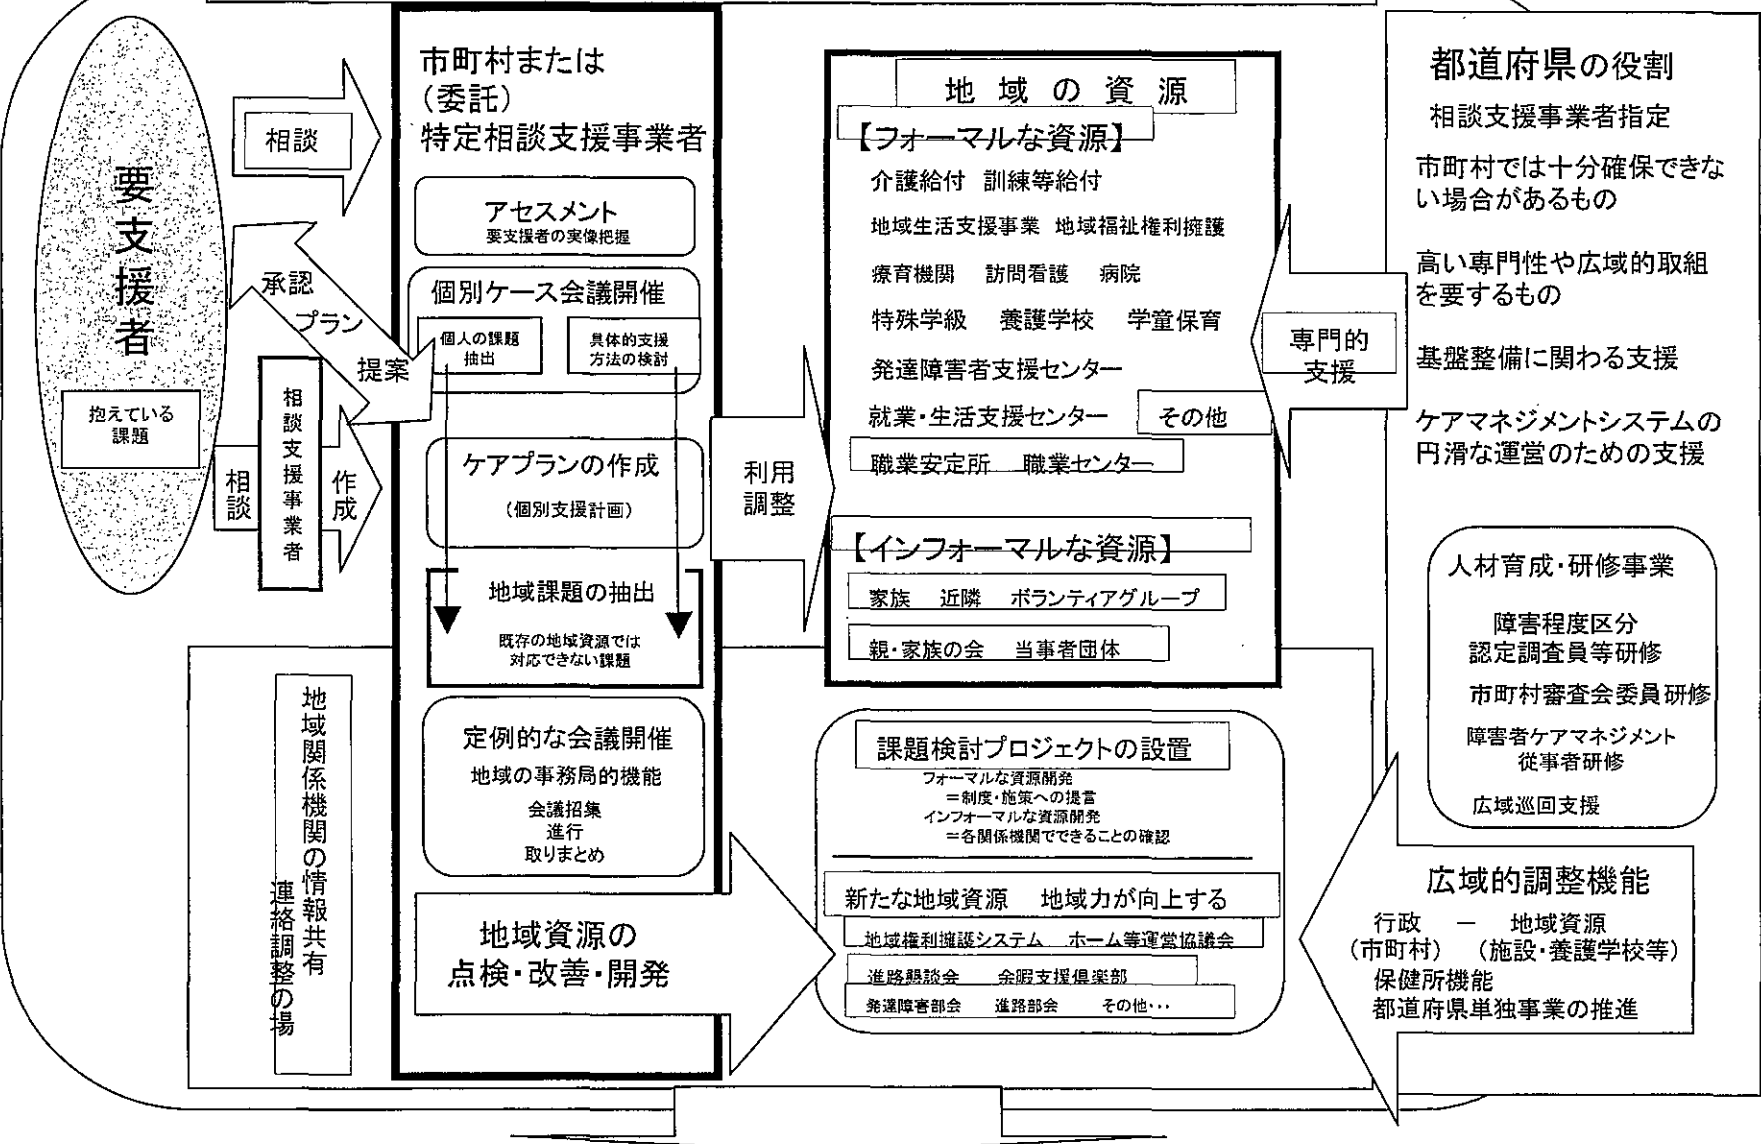 要支援者
抱えている
課題
相談
承認
プラン
提案
相談
相談支援事業者
作成
市町村または
(委託)
特定相談支援事業者
アセスメント
要支援者の実像把握
個別ケース会議開催
個人の課題
抽出
具体的支援
方法の検討
ケアプランの作成
(個別支援計画)
地域課題の抽出
既存の地域資源では
対応できない課題
定例的な会議開催
地域の事務局的機能
会議招集
進行
取りまとめ
地域資源の
点検・改善・開発
地域関係機関の情報共有
連絡調整の場
利用
調整
地域の資源
【フォーマルな資源】
介護給付 訓練等給付
地域生活支援事業 地域福祉権利擁護
療育機関 訪問看護 病院
特殊学級 養護学校 学童保育
発達障害者支援センター
就業・生活支援センター その他
職業安定所 職業センター
【インフォーマルな資源】
家族 近隣 ボランティアグループ
親・家族の会 当事者団体
課題検討プロジェクトの設置
フォーマルな資源開発
=制度・施策への提言
インフォーマルな資源開発
=各関係機関でできることの確認
新たな地域資源 地域力が向上する
地域権利擁護システム ホーム等運営協議会
進路懇談会 余暇支援倶楽部
発達障害部会 進路部会 その他・・・
専門的
支援
都道府県の役割
相談支援事業者指定
市町村では十分確保できな
い場合があるもの
高い専門性や広域的取組
を要するもの
基盤整備に関わる支援
ケアマネジメントシステムの
円滑な運営のための支援
人材育成・研修事業
障害程度区分
認定調査員等研修
市町村審査会委員研修
障害者ケアマネジメント
従事者研修
広域巡回支援
広域的調整機能
行政 ー 地域資源
(市町村) (施設・養護学校等)
保健所機能
都道府県単独事業の推進